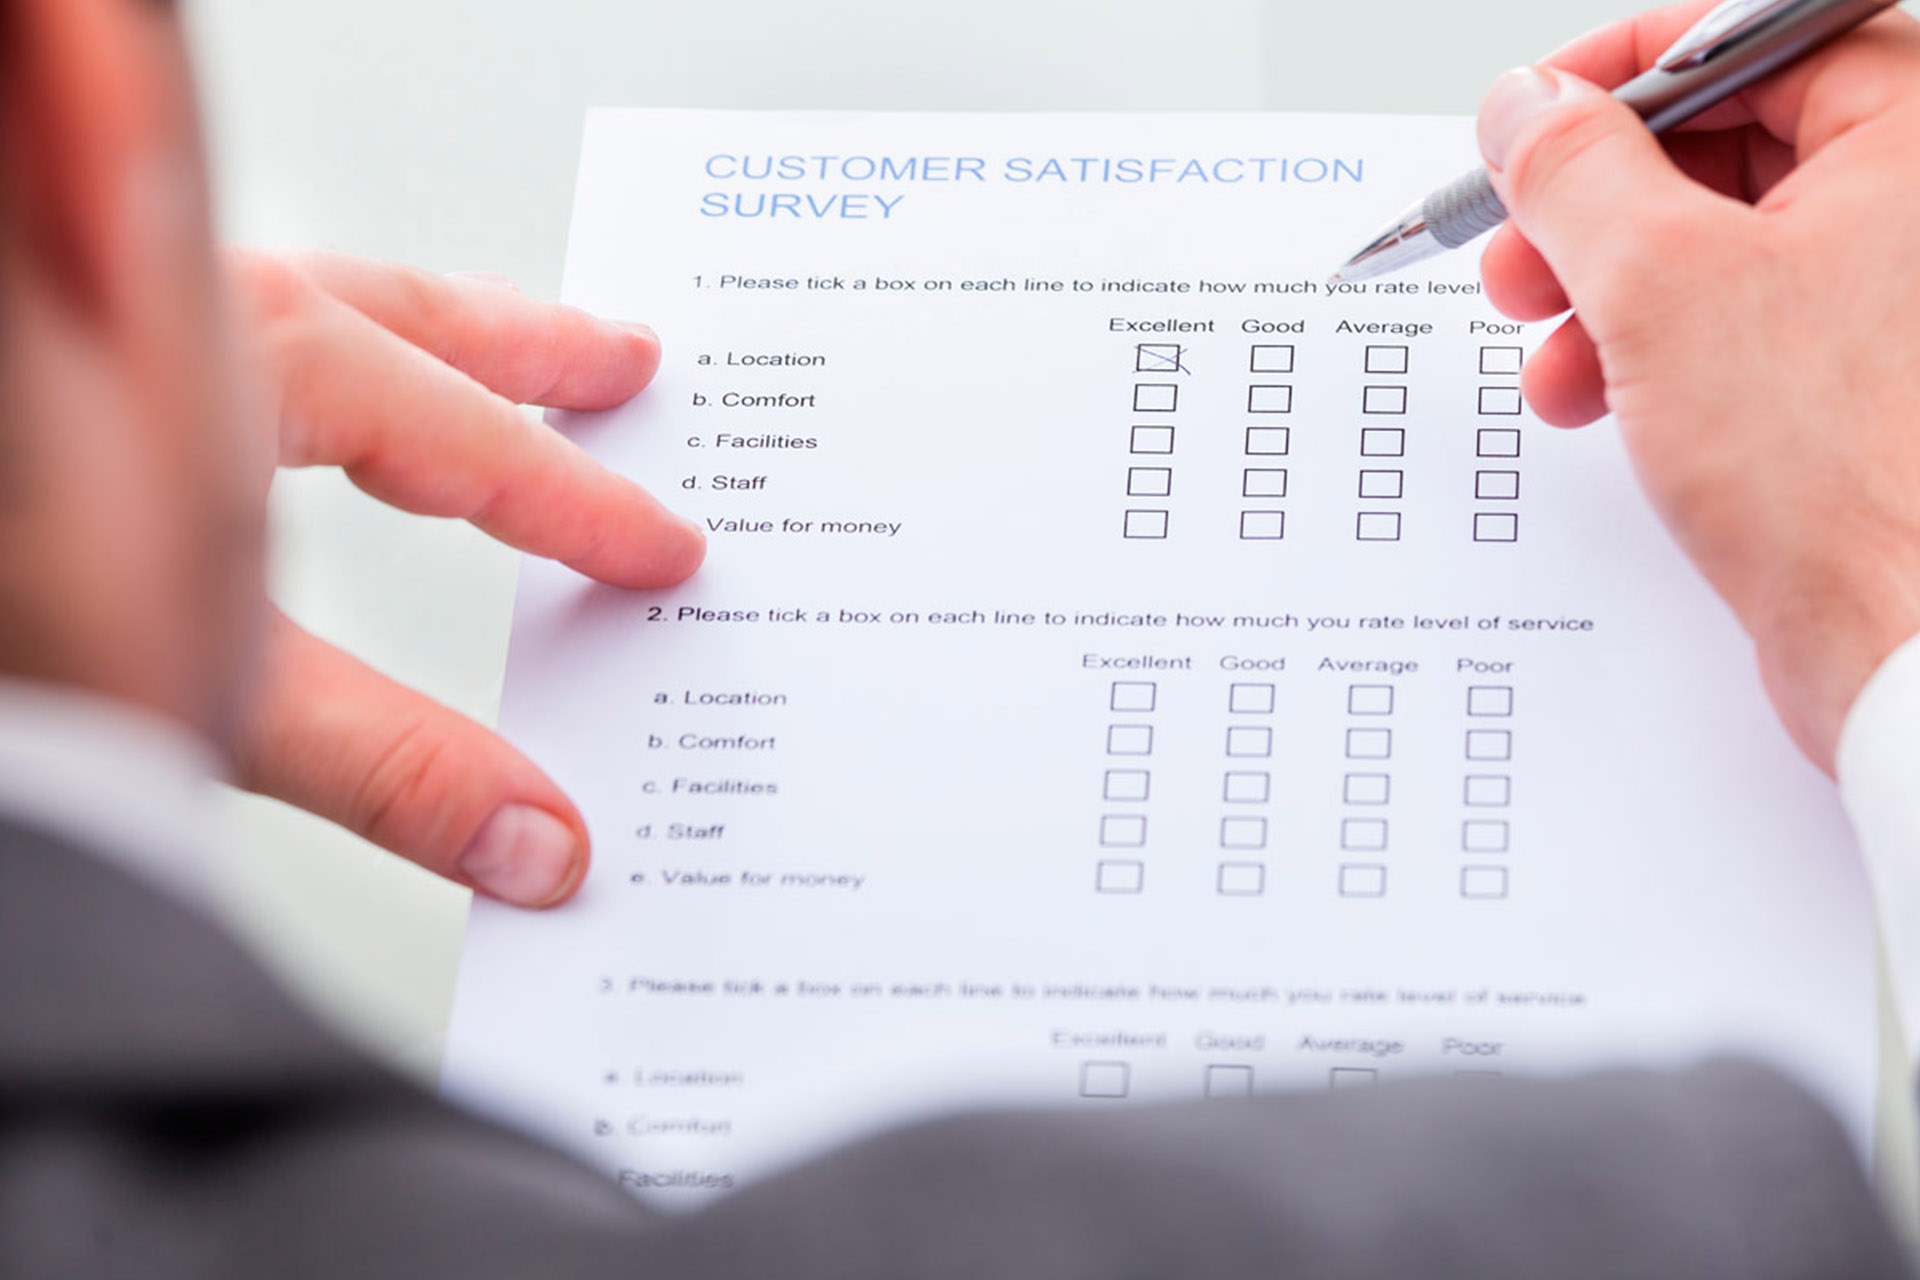 CUSTOMER SATISFACTION
SURVEY
1. Please tick a box on each line to indicate how much you rate level
Excellent Good Average Poor
a. Location
b. Comfort
c. Facilities
d. Staff
Value for money
2. Please tick a box on each line to indicate how much you rate level of service
Excellent Good Average Poor
a. Location
b. Comfort
c. Facilities
d. Staff
e. Value for money
3. Please tick a box on each line to indicate how much you rate level of service
Excellent Good Average Poor
a. Location
b. Comfort
Facilities